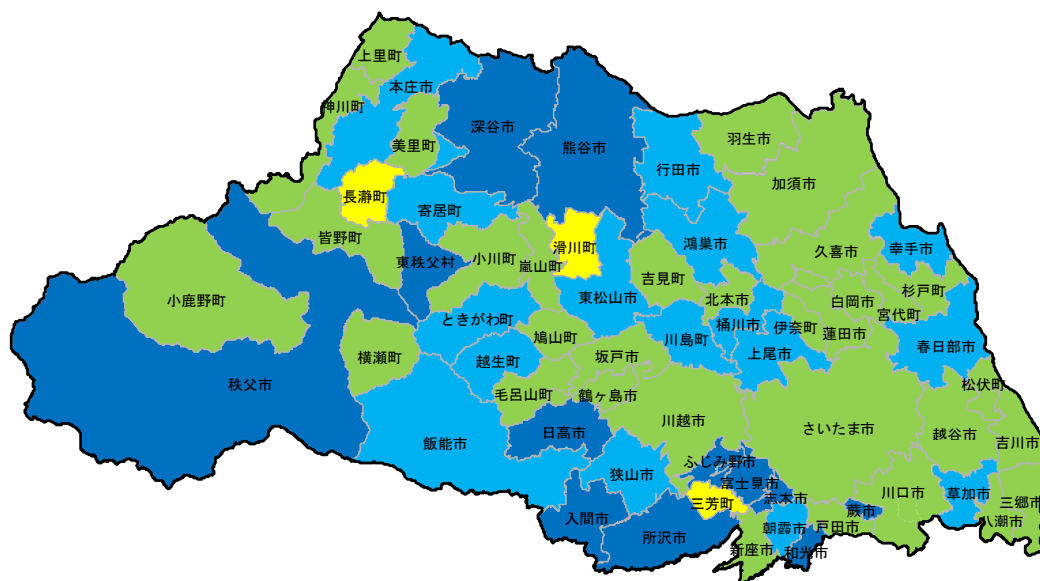 上里町
本庄市
神川町
美里町
深谷市
熊谷市
羽生市
行田市
加須市
長瀞町
寄居町
皆野町
東秩父村
小川町
嵐山町
滑川町
吉見町
鴻巣市
久喜市
幸手市
小鹿野町
東松山市
北本市
白岡市
杉戸町
宮代町
ときがわ町
鳩山町
川島町
桶川市
伊奈町
蓮田市
春日部市
横瀬町
越生町
坂戸市
上尾市
秩父市
毛呂山町
鶴ヶ島市
松伏町
飯能市
日高市
川越市
さいたま市
越谷市
吉川市
狭山市
ふじみ野市
富士見市
三芳町
志木市
川口市
草加市
三郷市
入間市
所沢市
朝霞市
蕨市
戸田市
八潮市
新座市
和光市